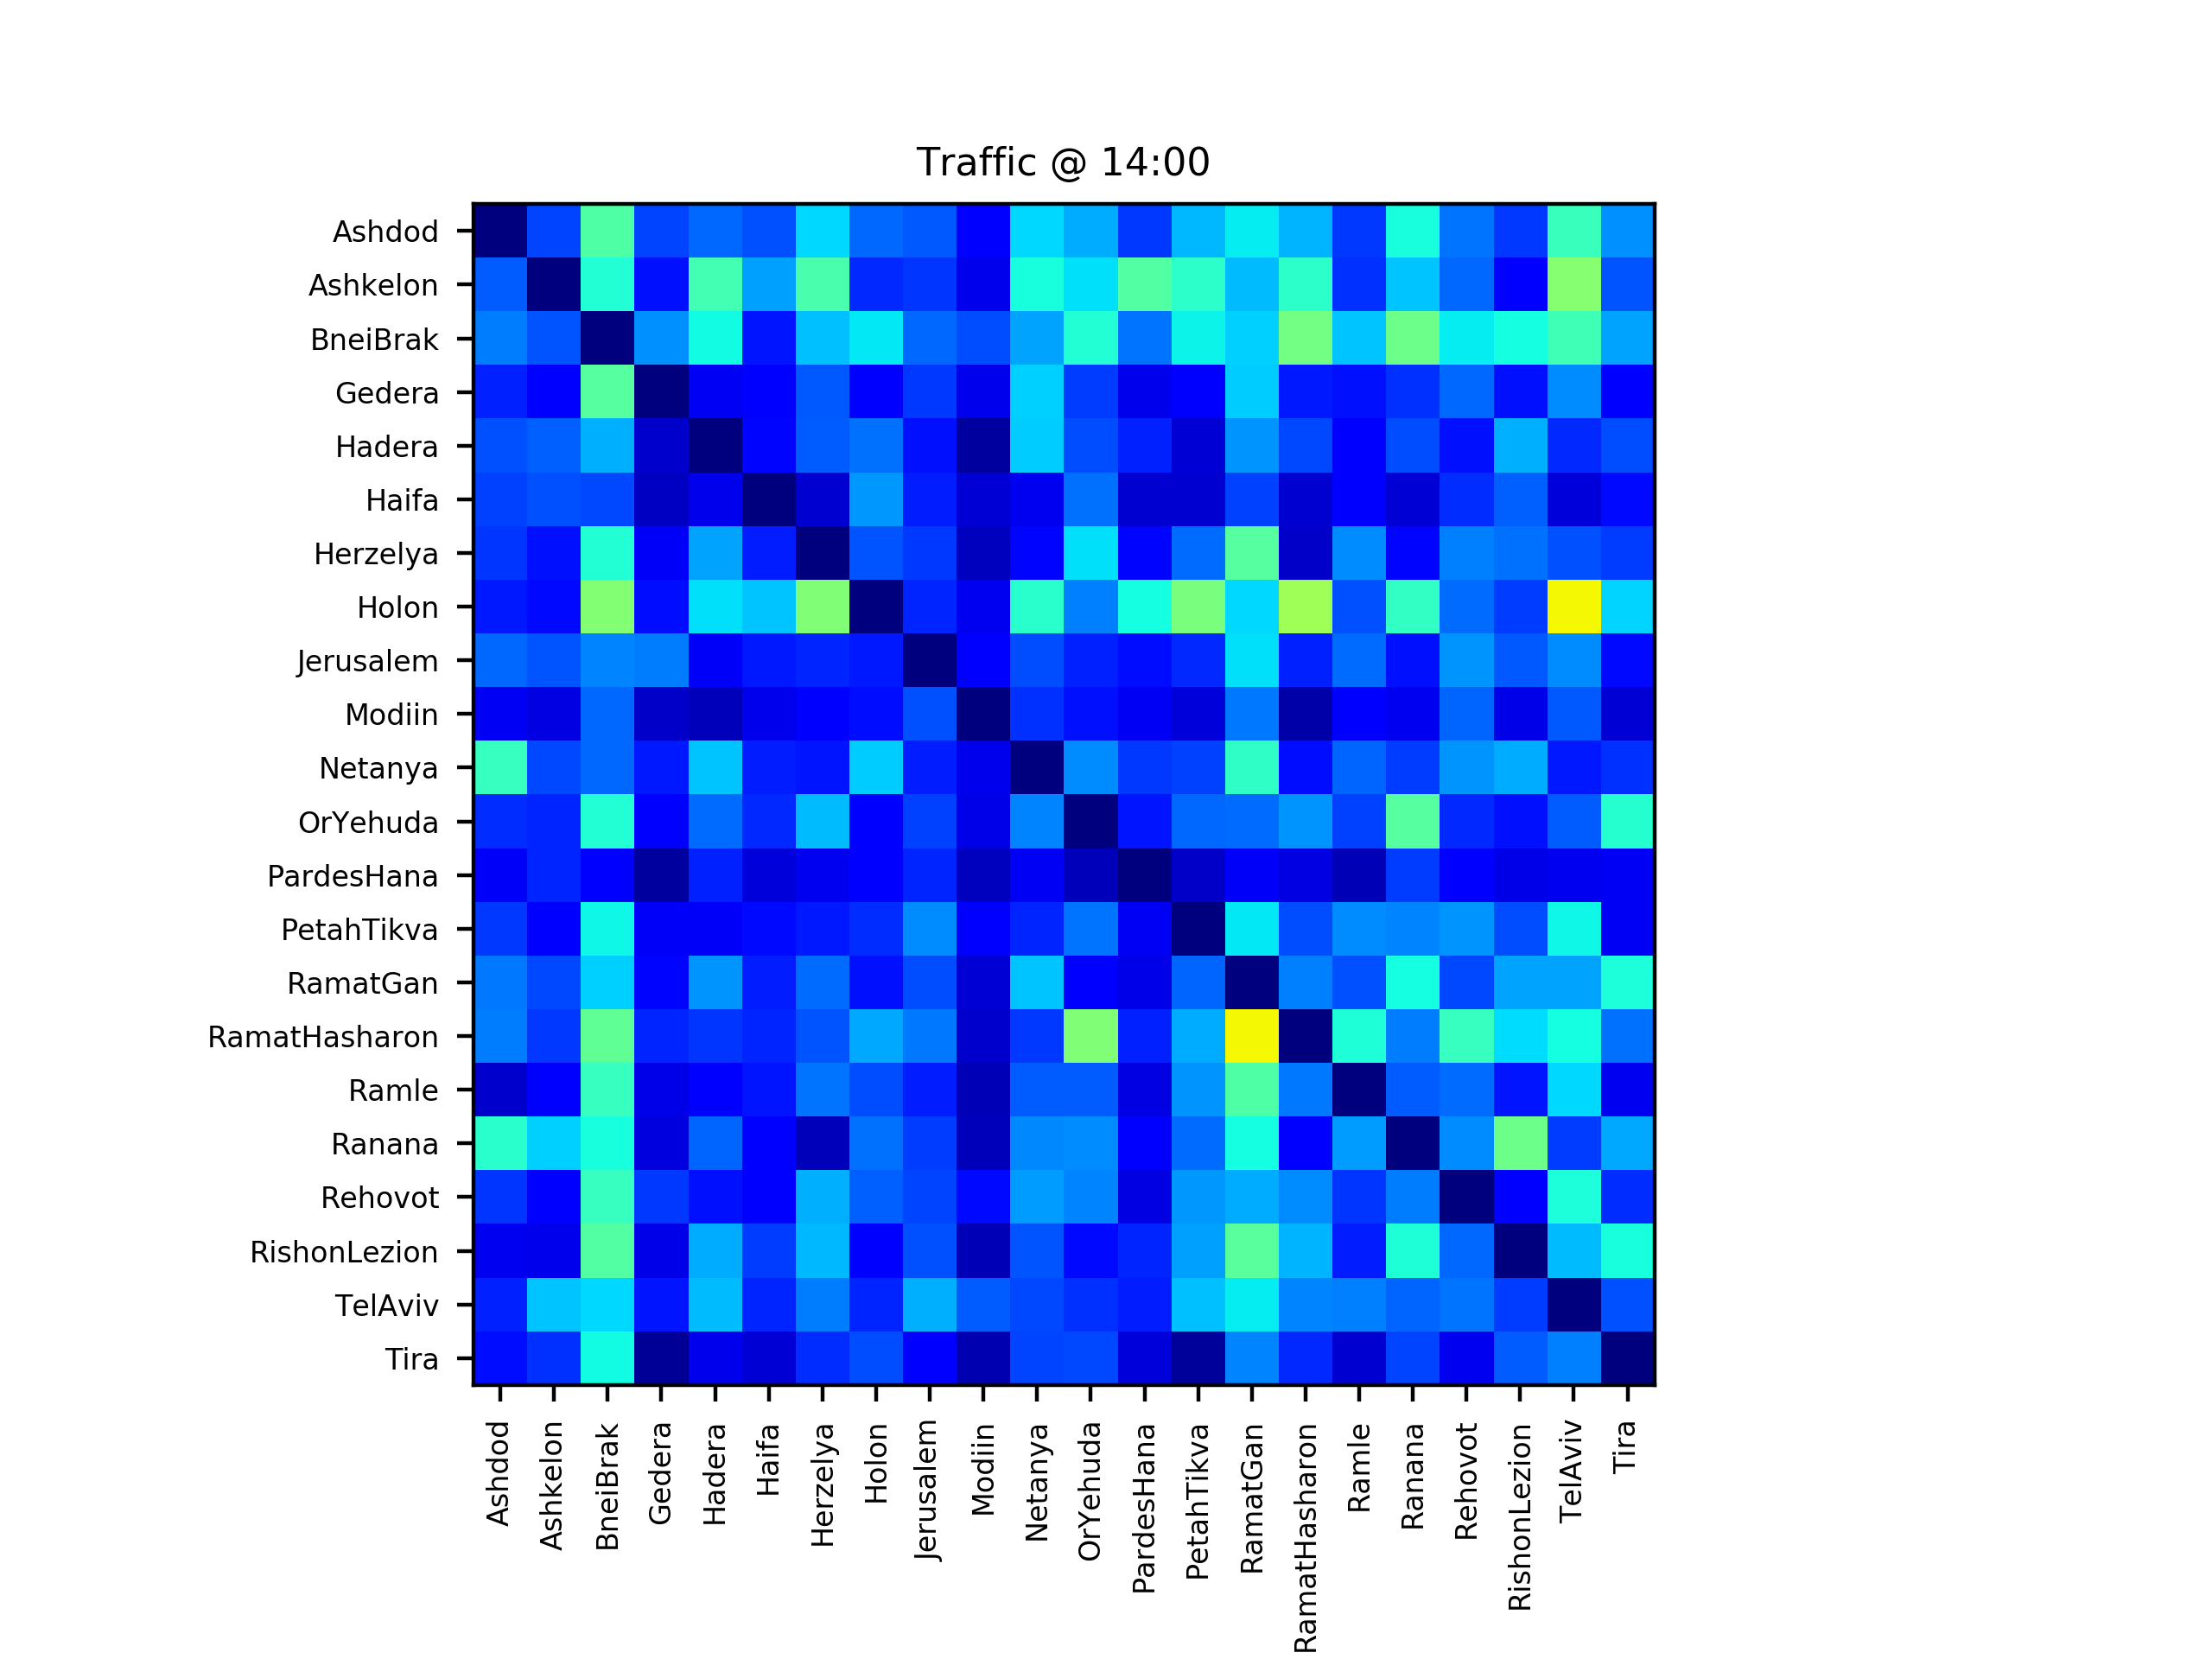 Traffic @ 14:00
Ashdod
Ashkelon
BneiBrak
Gedera
Hadera
Haifa
Herzelya
Holon
Jerusalem
Modiin
Netanya
OrYehuda
PardesHana
PetahTikva
RamatGan
RamatHasharon
Ramle
Ranana
Rehovot
RishonLezion
TelAviv
Tira
Ashdod
Ashkelon
BneiBrak
Gedera
Hadera
Haifa
Herzelya
Holon
Jerusalem
Modiin
Netanya
OrYehuda
PardesHana
PetahTikva
RamatGan
RamatHasharon
Ramle
Ranana
Rehovot
RishonLezion
TelAviv
Tira